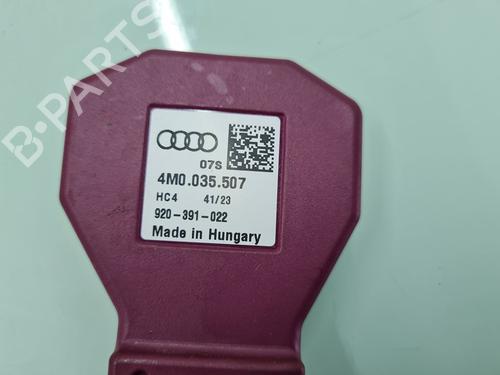 B-PARTS
07S
4M0.035.507
HC4 41/23
920-391-022
Made in Hungary